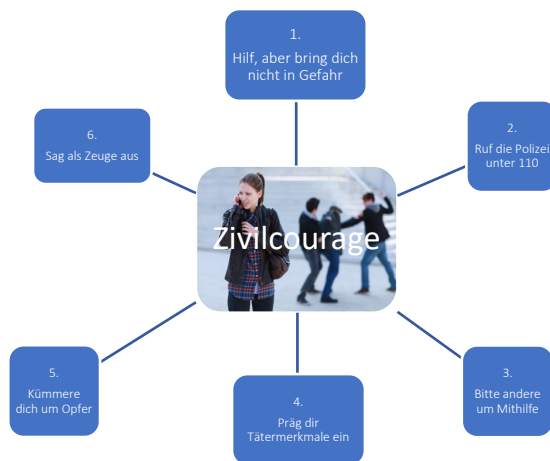 1.
Hilf, aber bring dich
nicht in Gefahr
2.
Ruf die Polizei
unter 110
6.
Sag als Zeuge aus
Zivilcourage
5.
Kümmere
dich um Opfer
4.
Präg dir
Tätermerkmale ein
3.
Bitte andere
um Mithilfe